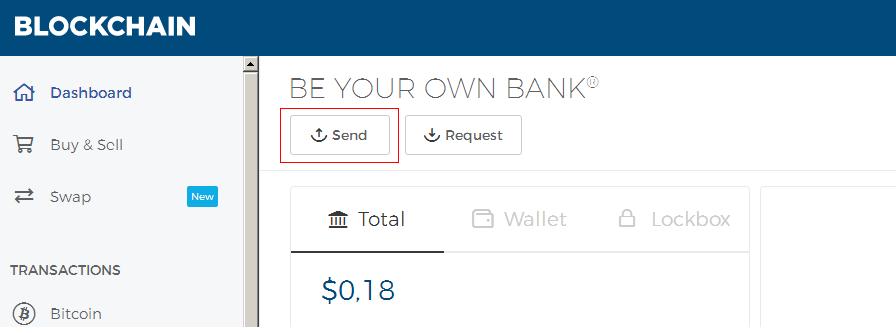 BLOCKCHAIN
Dashboard
Buy & Sell
Swap New
TRANSACTIONS
Bitcoin
BE YOUR OWN BANK®
Send Request
Total Wallet Lockbox
$0,18